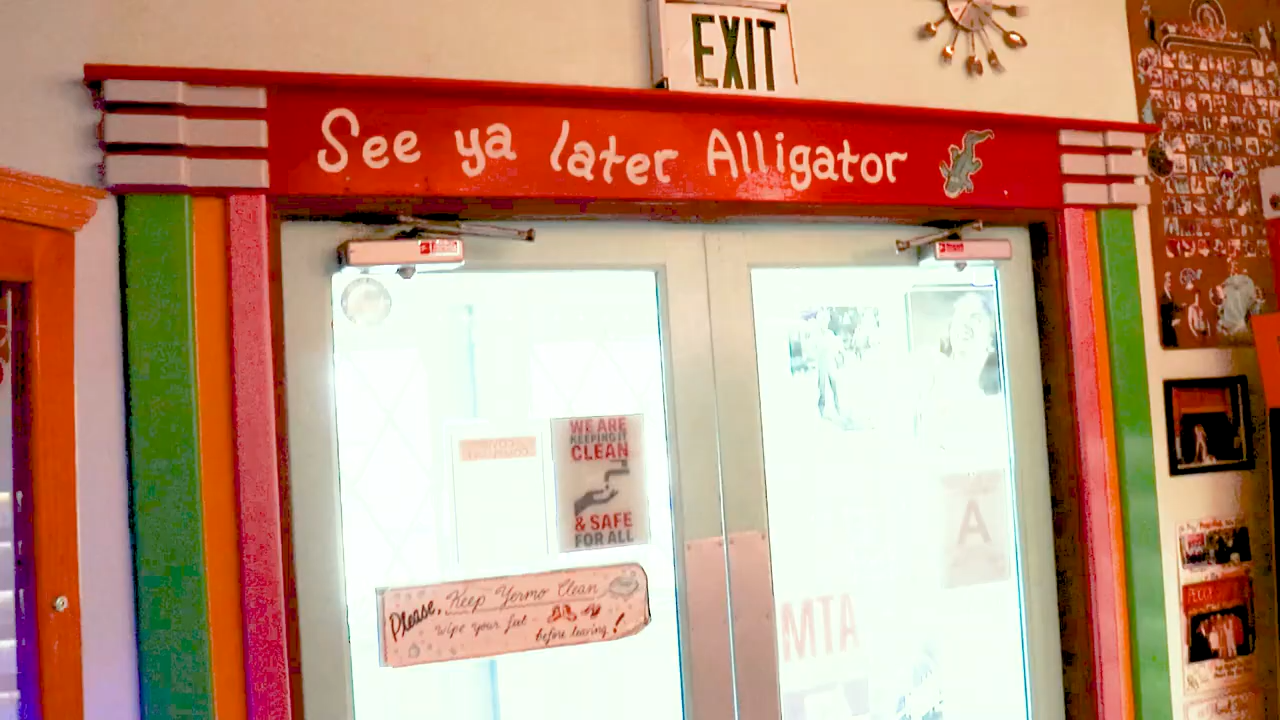 EXIT
See ya later Alligator
WE ARE
KEEPING IT
CLEAN
& SAFE
FOR ALL
Please, Keep Yermo Clean
wipe your feet
before leaving!
A
ATM